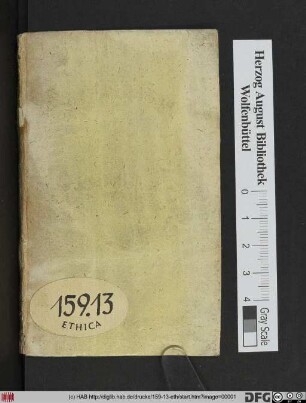 159.13
ETHICA
Herzog August Bibliothek
Wolfenbüttel
0 1 2 3 4
Gray Scale
(c) HAB http://diglib.hab.de/drucke/159-13-eth/start.htm?image=00001
DFG